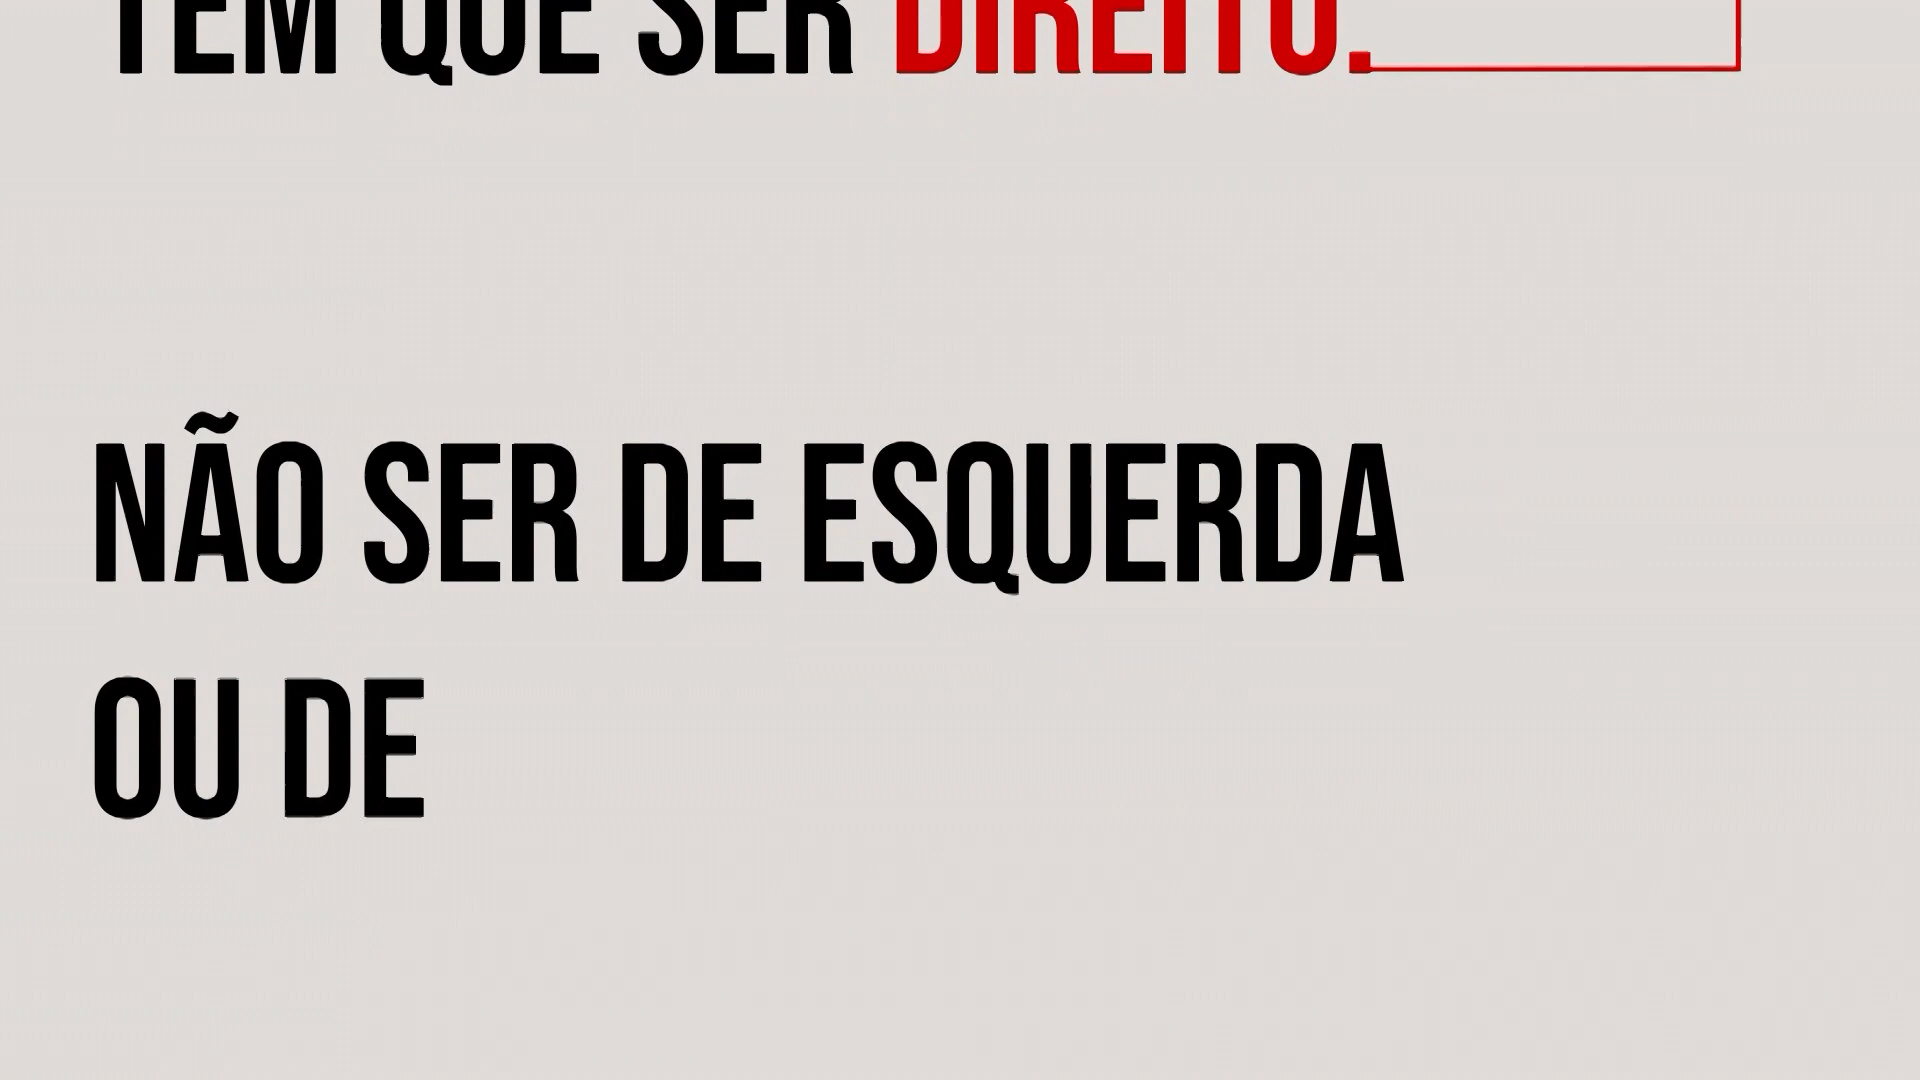 TEM QUE SER DIREITO.
NÃO SER DE ESQUERDA
OU DE